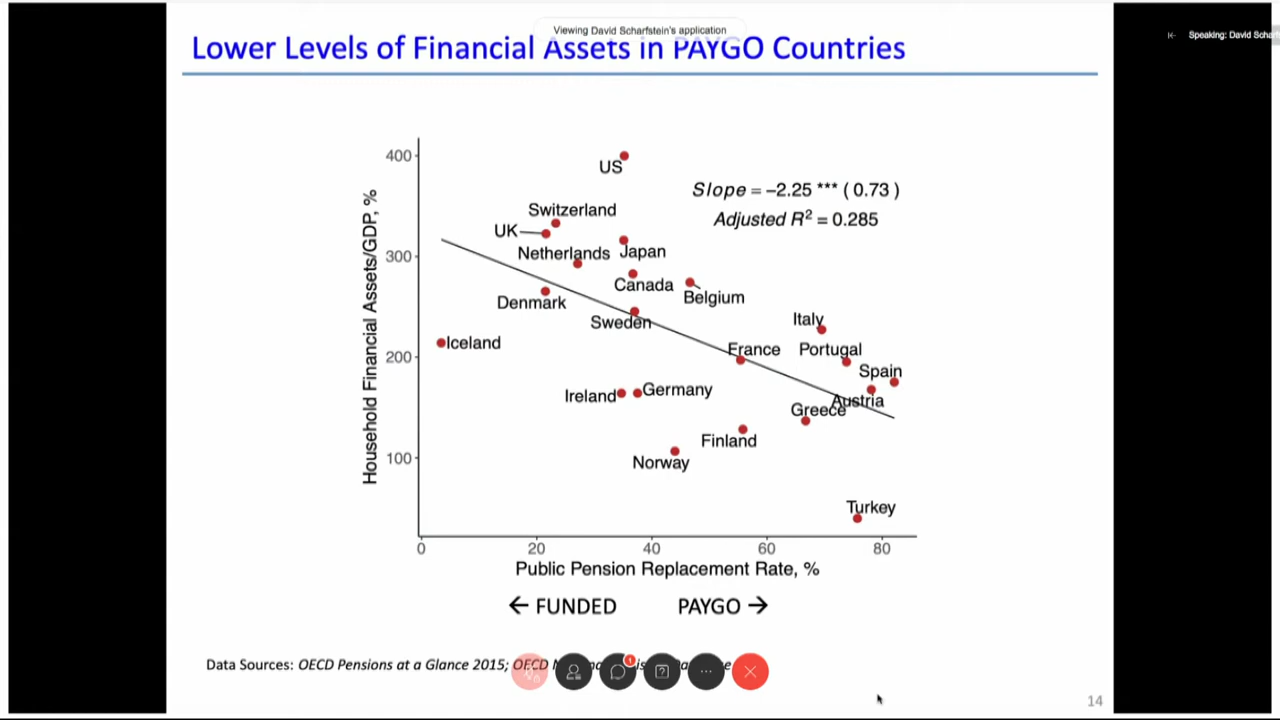 Viewing David Scharfstein's application
Speaking: David Scharf
Lower Levels of Financial Assets in PAYGO Countries
Household Financial Assets/GDP, %
400
300
200
100
US
Slope = −2.25 *** ( 0.73 )
Adjusted R² = 0.285
Switzerland
UK
Netherlands
Japan
Canada
Belgium
Denmark
Sweden
Italy
Iceland
France
Portugal
Spain
Ireland
Germany
Austria
Greece
Finland
Norway
Turkey
0 20 40 60 80
Public Pension Replacement Rate, %
← FUNDED PAYGO →
Data Sources: OECD Pensions at a Glance 2015; OECD
1
14